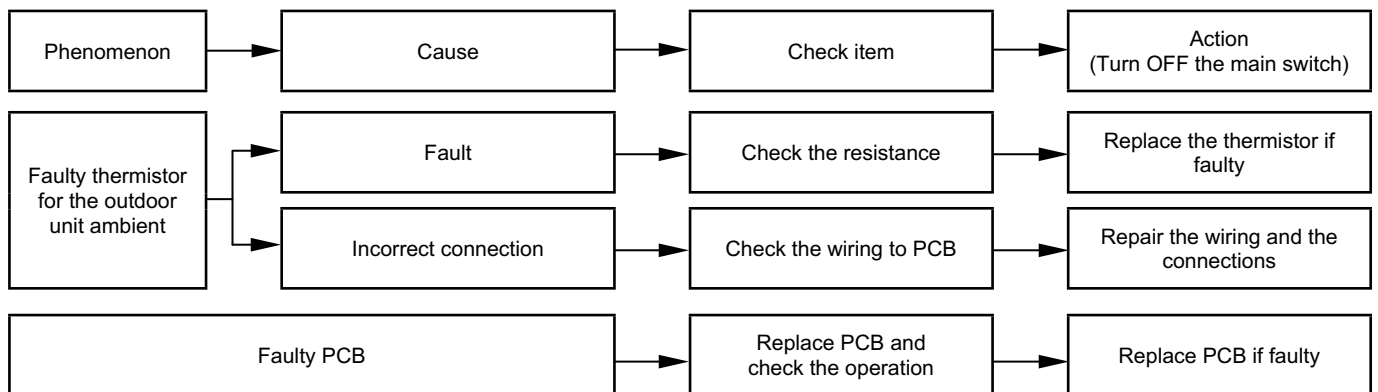 Phenomenon
Cause
Check item
Action
(Turn OFF the main switch)
Faulty thermistor
for the outdoor
unit ambient
Fault
Check the resistance
Replace the thermistor if
faulty
Incorrect connection
Check the wiring to PCB
Repair the wiring and the
connections
Faulty PCB
Replace PCB and
check the operation
Replace PCB if faulty